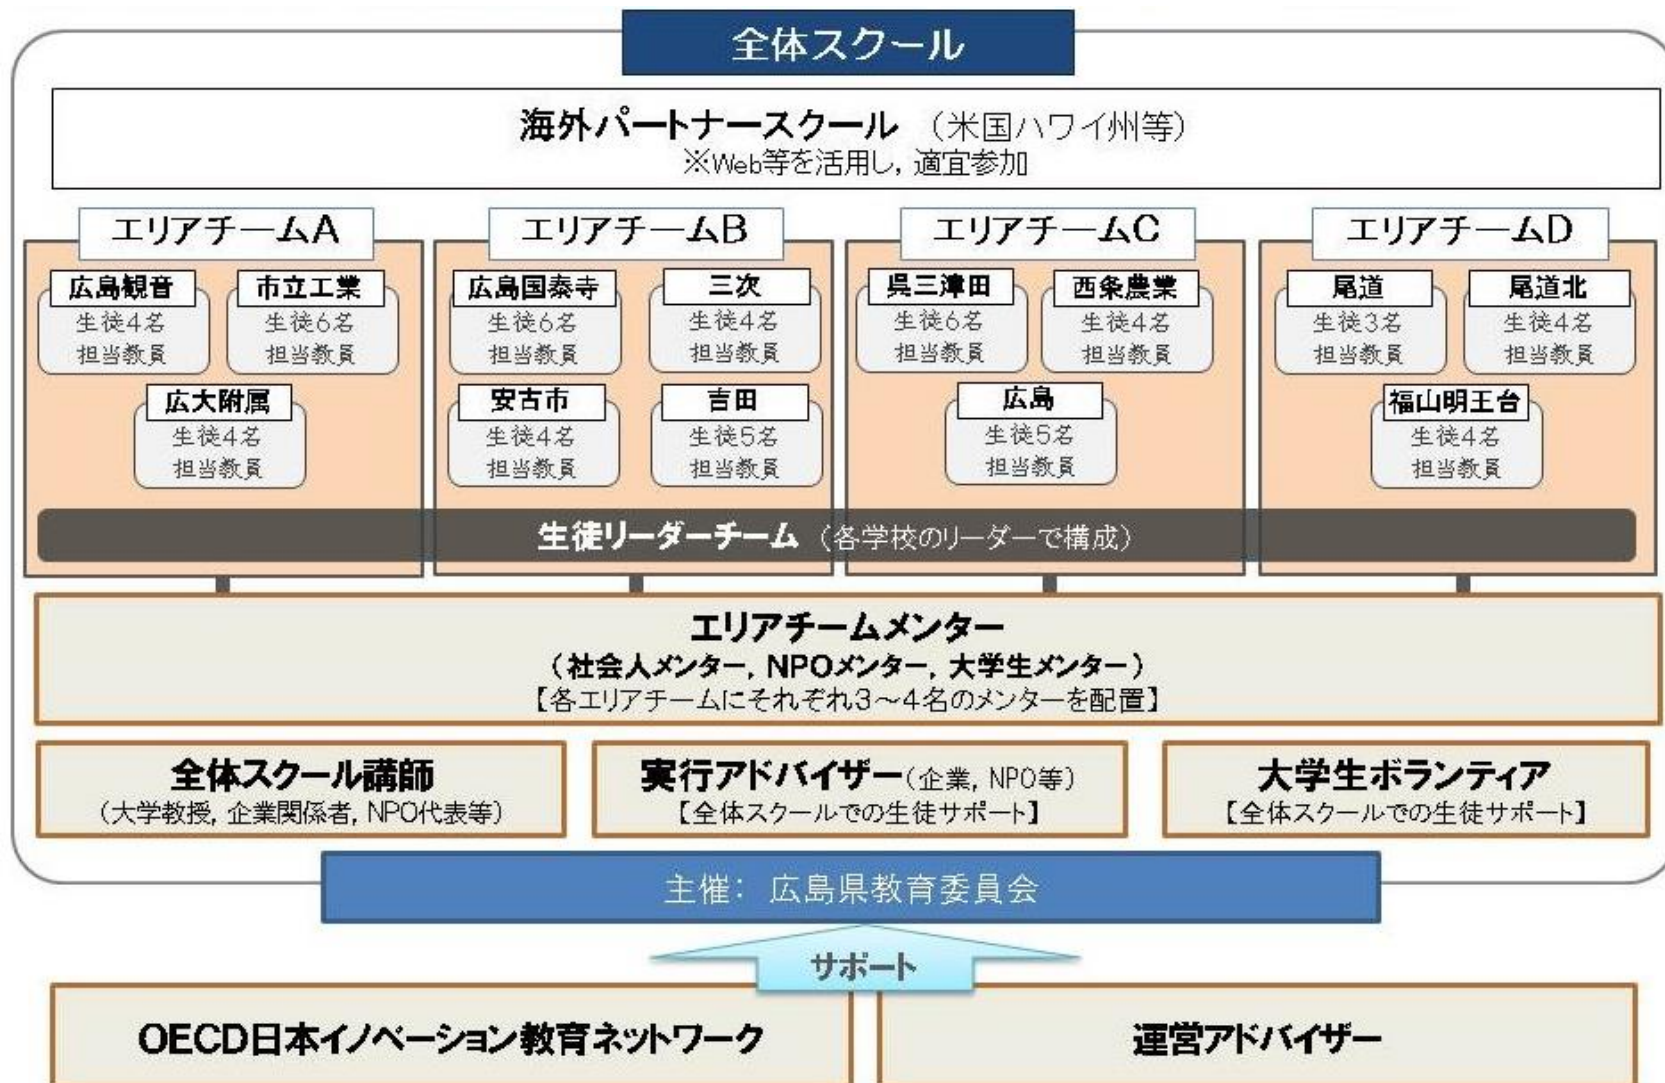 全体スクール
海外パートナースクール （米国ハワイ州等）
※Web等を活用し, 適宜参加
エリアチームA
広島観音
生徒4名
担当教員
市立工業
生徒6名
担当教員
広大附属
生徒4名
担当教員
エリアチームB
広島国泰寺
生徒6名
担当教員
三次
生徒4名
担当教員
安古市
生徒4名
担当教員
吉田
生徒5名
担当教員
エリアチームC
呉三津田
生徒6名
担当教員
西条農業
生徒4名
担当教員
広島
生徒5名
担当教員
エリアチームD
尾道
生徒3名
担当教員
尾道北
生徒4名
担当教員
福山明王台
生徒4名
担当教員
生徒リーダーチーム （各学校のリーダーで構成）
エリアチームメンター
（社会人メンター, NPOメンター, 大学生メンター）
【各エリアチームにそれぞれ3～4名のメンターを配置】
全体スクール講師
（大学教授, 企業関係者, NPO代表等）
実行アドバイザー（企業, NPO等）
【全体スクールでの生徒サポート】
大学生ボランティア
【全体スクールでの生徒サポート】
主催： 広島県教育委員会
サポート
OECD日本イノベーション教育ネットワーク
運営アドバイザー